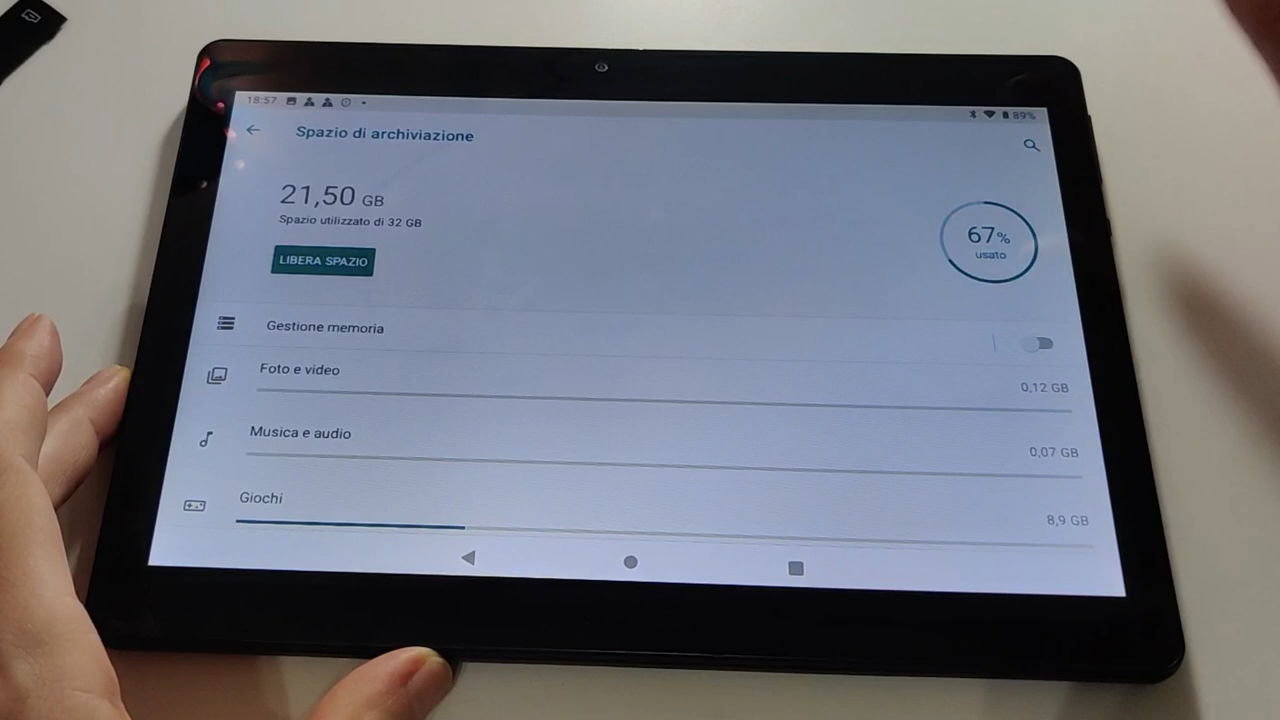 18:57
89%
Spazio di archiviazione
21,50 GB
Spazio utilizzato di 32 GB
67%
usato
LIBERA SPAZIO
Gestione memoria
Foto e video
0,12 GB
Musica e audio
0,07 GB
Giochi
8,9 GB